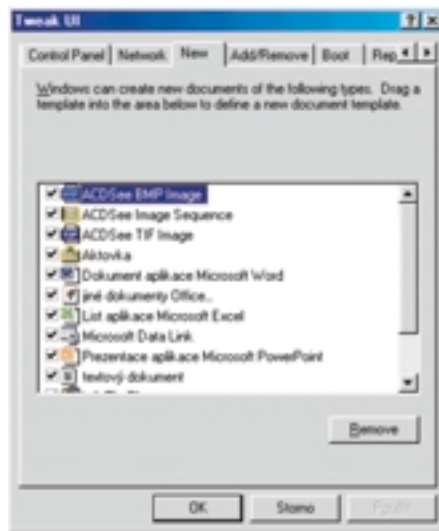 Tweak UI
Control Panel Network New Add/Remove Boot Rep
Windows can create new documents of the following types. Drag a
template into the area below to define a new document template.
ACDSee BMP Image
ACDSee Image Sequence
ACDSee TIF Image
Aktovka
Dokument aplikace Microsoft Word
jiné dokumenty Office...
List aplikace Microsoft Excel
Microsoft Data Link
Prezentace aplikace Microsoft PowerPoint
textový dokument
Remove
OK Storno